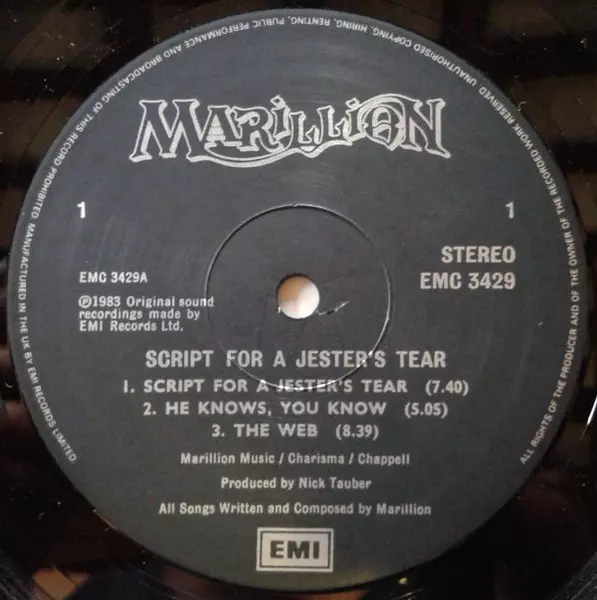 ALL RIGHTS OF THE PRODUCER AND OF THE OWNER OF THE RECORDED WORK RESERVED. UNAUTHORISED COPYING, HIRING, RENTING, PUBLIC PERFORMANCE AND BROADCASTING OF THIS RECORD PROHIBITED. MANUFACTURED IN THE UK BY EMI RECORDS LIMITED.
MARILLION
1 1
STEREO
EMC 3429A EMC 3429
Ⓟ1983 Original sound
recordings made by
EMI Records Ltd.
SCRIPT FOR A JESTER'S TEAR
1. SCRIPT FOR A JESTER'S TEAR (7.40)
2. HE KNOWS, YOU KNOW (5.05)
3. THE WEB (8.39)
Marillion Music / Charisma / Chappell
Produced by Nick Tauber
All Songs Written and Composed by Marillion
EMI